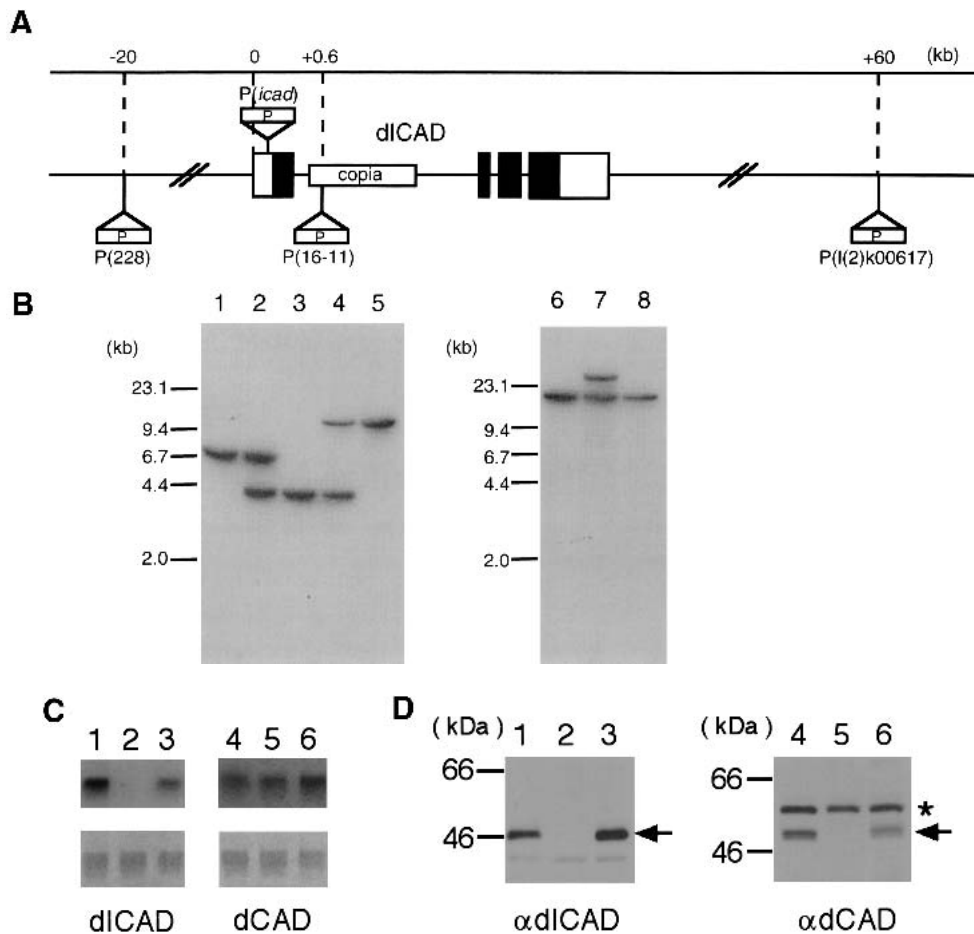 A
-20 0 +0.6 +60 (kb)
P(icad)
P
dICAD
copia
P P P
P(228) P(16-11) P(l(2)k00617)
B
1 2 3 4 5
(kb)
23.1
9.4
6.7
4.4
2.0
6 7 8
(kb)
23.1
9.4
6.7
4.4
2.0
C
1 2 3 4 5 6
dICAD dCAD
D
(kDa) 1 2 3
66
46
αdICAD
(kDa) 4 5 6
66
*
46
αdCAD